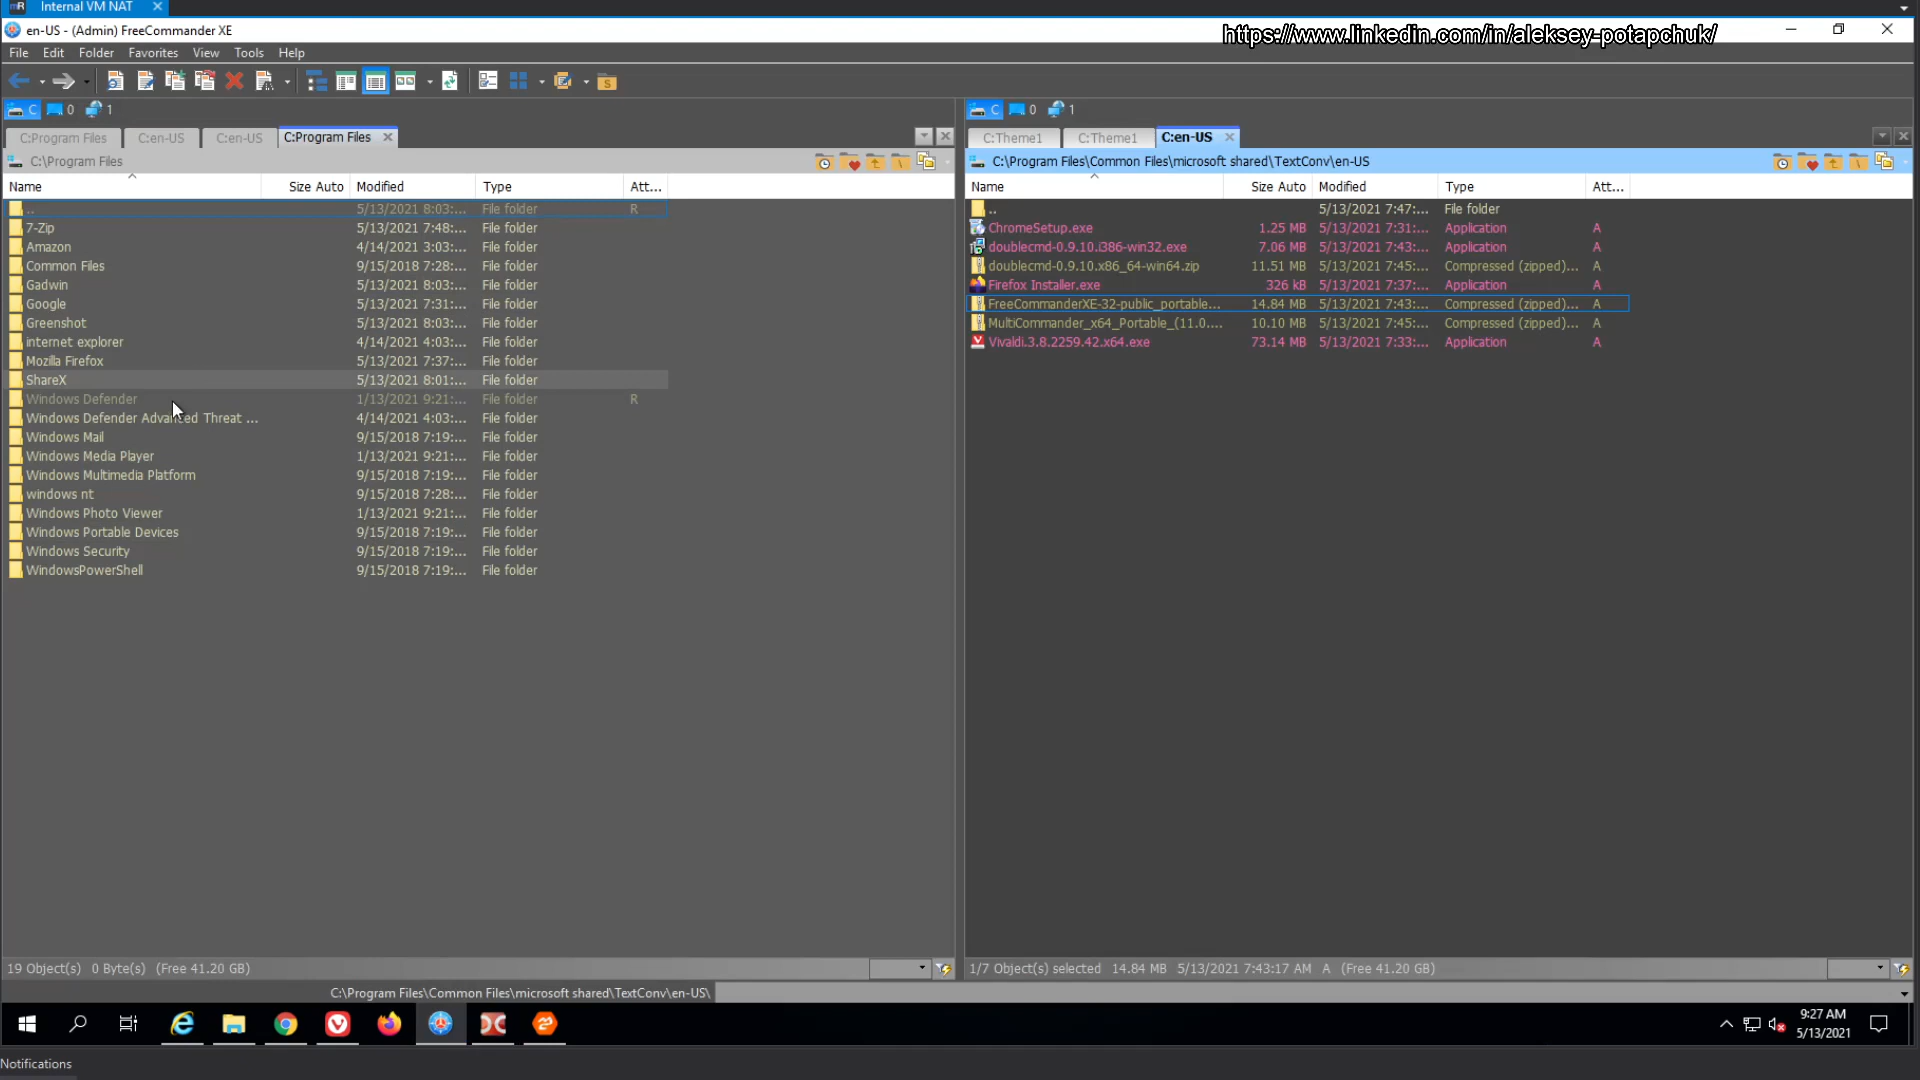 Internal VM NAT
en-US - (Admin) FreeCommander XE
https://www.linkedin.com/in/aleksey-potapchuk/
File Edit Folder Favorites View Tools Help
C 0 1
C:Program Files C:en-US C:en-US C:Program Files
C:\Program Files
Name Size Auto Modified Type Att...
.. 5/13/2021 8:03:... File folder R
7-Zip 5/13/2021 7:48:... File folder
Amazon 4/14/2021 3:03:... File folder
Common Files 9/15/2018 7:28:... File folder
Gadwin 5/13/2021 8:03:... File folder
Google 5/13/2021 7:31:... File folder
Greenshot 5/13/2021 8:03:... File folder
internet explorer 4/14/2021 4:03:... File folder
Mozilla Firefox 5/13/2021 7:37:... File folder
ShareX 5/13/2021 8:01:... File folder
Windows Defender 1/13/2021 9:21:... File folder R
Windows Defender Advanced Threat ... 4/14/2021 4:03:... File folder
Windows Mail 9/15/2018 7:19:... File folder
Windows Media Player 1/13/2021 9:21:... File folder
Windows Multimedia Platform 9/15/2018 7:19:... File folder
windows nt 9/15/2018 7:28:... File folder
Windows Photo Viewer 1/13/2021 9:21:... File folder
Windows Portable Devices 9/15/2018 7:19:... File folder
Windows Security 9/15/2018 7:19:... File folder
WindowsPowerShell 9/15/2018 7:19:... File folder
19 Object(s) 0 Byte(s) (Free 41.20 GB)
C 0 1
C:Theme1 C:Theme1 C:en-US
C:\Program Files\Common Files\microsoft shared\TextConv\en-US
Name Size Auto Modified Type Att...
.. 5/13/2021 7:47:... File folder
ChromeSetup.exe 1.25 MB 5/13/2021 7:31:... Application A
doublecmd-0.9.10.i386-win32.exe 7.06 MB 5/13/2021 7:43:... Application A
doublecmd-0.9.10.x86_64-win64.zip 11.51 MB 5/13/2021 7:45:... Compressed (zipped)... A
Firefox Installer.exe 326 kB 5/13/2021 7:37:... Application A
FreeCommanderXE-32-public_portable... 14.84 MB 5/13/2021 7:43:... Compressed (zipped)... A
MultiCommander_x64_Portable_(11.0.... 10.10 MB 5/13/2021 7:45:... Compressed (zipped)... A
Vivaldi.3.8.2259.42.x64.exe 73.14 MB 5/13/2021 7:33:... Application A
1/7 Object(s) selected 14.84 MB 5/13/2021 7:43:17 AM A (Free 41.20 GB)
C:\Program Files\Common Files\microsoft shared\TextConv\en-US\
9:27 AM
5/13/2021
Notifications